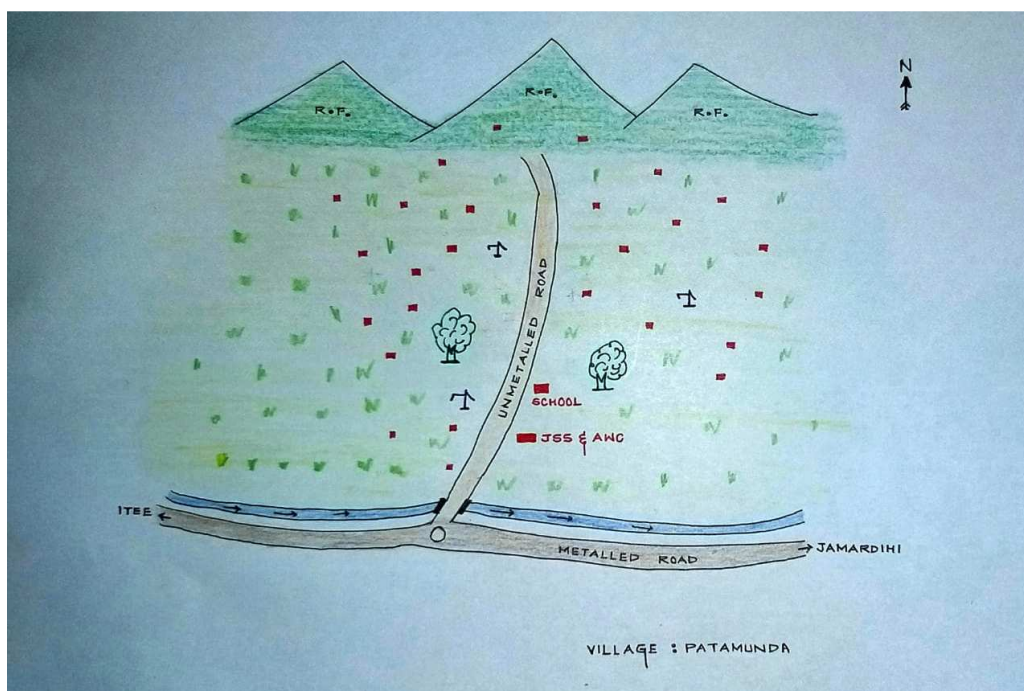 N
R.F.
R.F.
R.F.
UNMETALLED ROAD
SCHOOL
JSS & AWC
ITEE
METALLED ROAD
JAMARDIHI
VILLAGE : PATAMUNDA